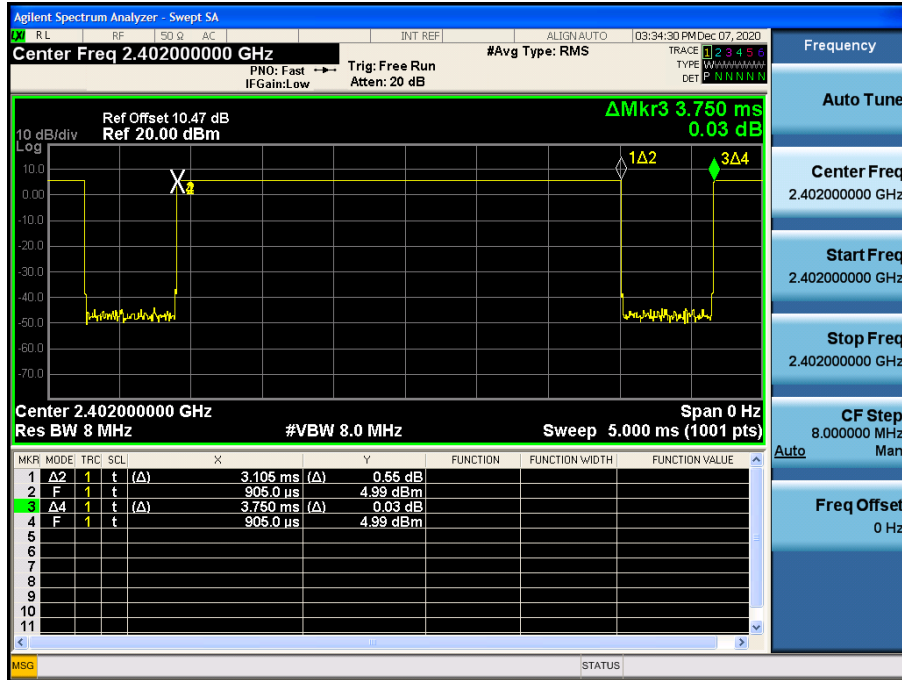 Agilent Spectrum Analyzer - Swept SA
LXI RL RF 50 Ω AC INT REF ALIGN AUTO 03:34:30 PM Dec 07, 2020
Center Freq 2.402000000 GHz #Avg Type: RMS TRACE 1 2 3 4 5 6
PNO: Fast Trig: Free Run TYPE WWWWWW
IFGain:Low Atten: 20 dB DET P N N N N N
Frequency
Ref Offset 10.47 dB ΔMkr3 3.750 ms
10 dB/div Ref 20.00 dBm 0.03 dB
Log
10.0
0.00
-10.0
-20.0
-30.0
-40.0
-50.0
-60.0
-70.0
1Δ2 3Δ4
Center 2.402000000 GHz Span 0 Hz
Res BW 8 MHz #VBW 8.0 MHz Sweep 5.000 ms (1001 pts)
MKR MODE TRC SCL X Y FUNCTION FUNCTION WIDTH FUNCTION VALUE
1 Δ2 1 t (Δ) 3.105 ms (Δ) 0.55 dB
2 F 1 t 905.0 µs 4.99 dBm
3 Δ4 1 t (Δ) 3.750 ms (Δ) 0.03 dB
4 F 1 t 905.0 µs 4.99 dBm
5
6
7
8
9
10
11
MSG STATUS
Auto Tune
Center Freq
2.402000000 GHz
Start Freq
2.402000000 GHz
Stop Freq
2.402000000 GHz
CF Step
8.000000 MHz
Auto Man
Freq Offset
0 Hz